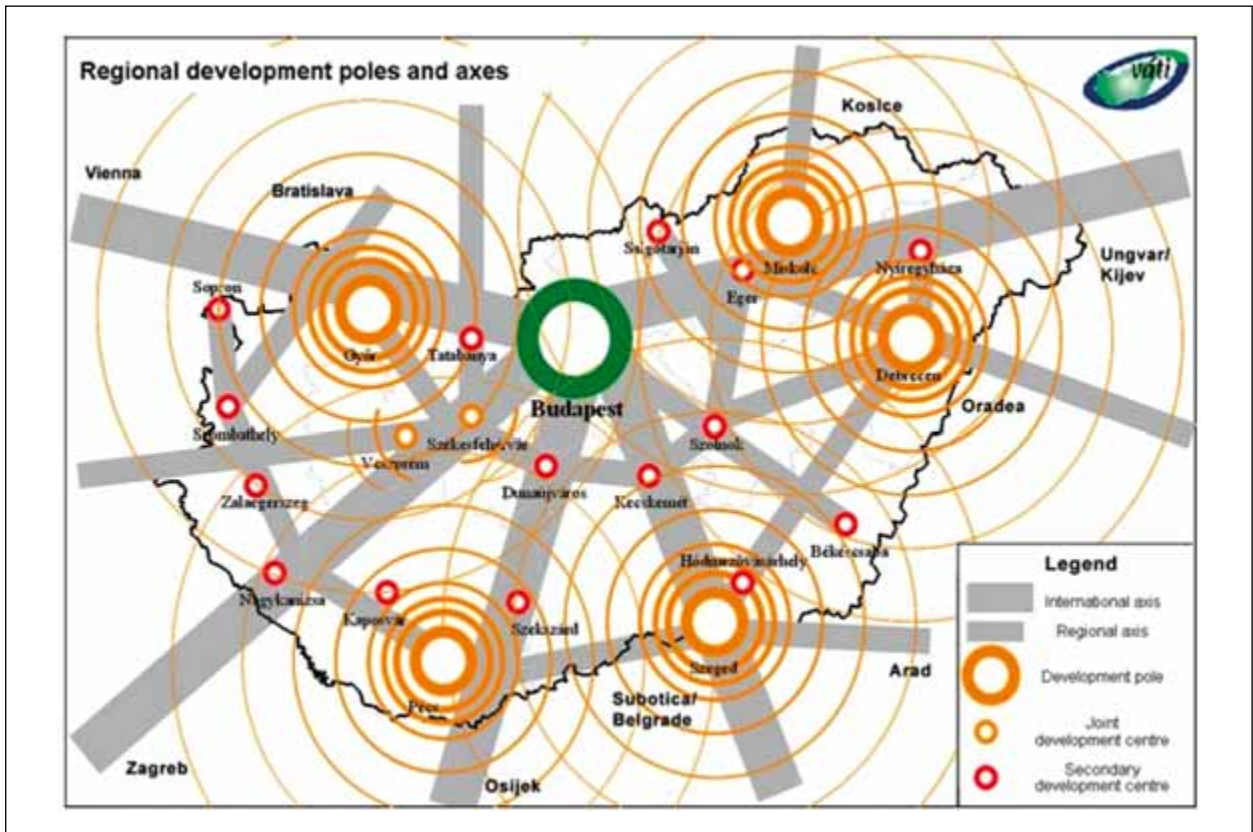 Regional development poles and axes
váti
Kosice
Vienna
Bratislava
Salgótarján
Miskolc
Nyíregyháza
Ungvar/
Kijev
Eger
Sopron
Győr
Tatabánya
Debrecen
Budapest
Oradea
Szombathely
Székesfehérvár
Veszprém
Szolnok
Zalaegerszeg
Dunaújváros
Kecskemét
Békéscsaba
Hódmezővásárhely
Nagykanizsa
Kaposvár
Szekszárd
Szeged
Arad
Pécs
Subotica/
Belgrade
Zagreb
Osijek
Legend
International axis
Regional axis
Development pole
Joint
development centre
Secondary
development centre